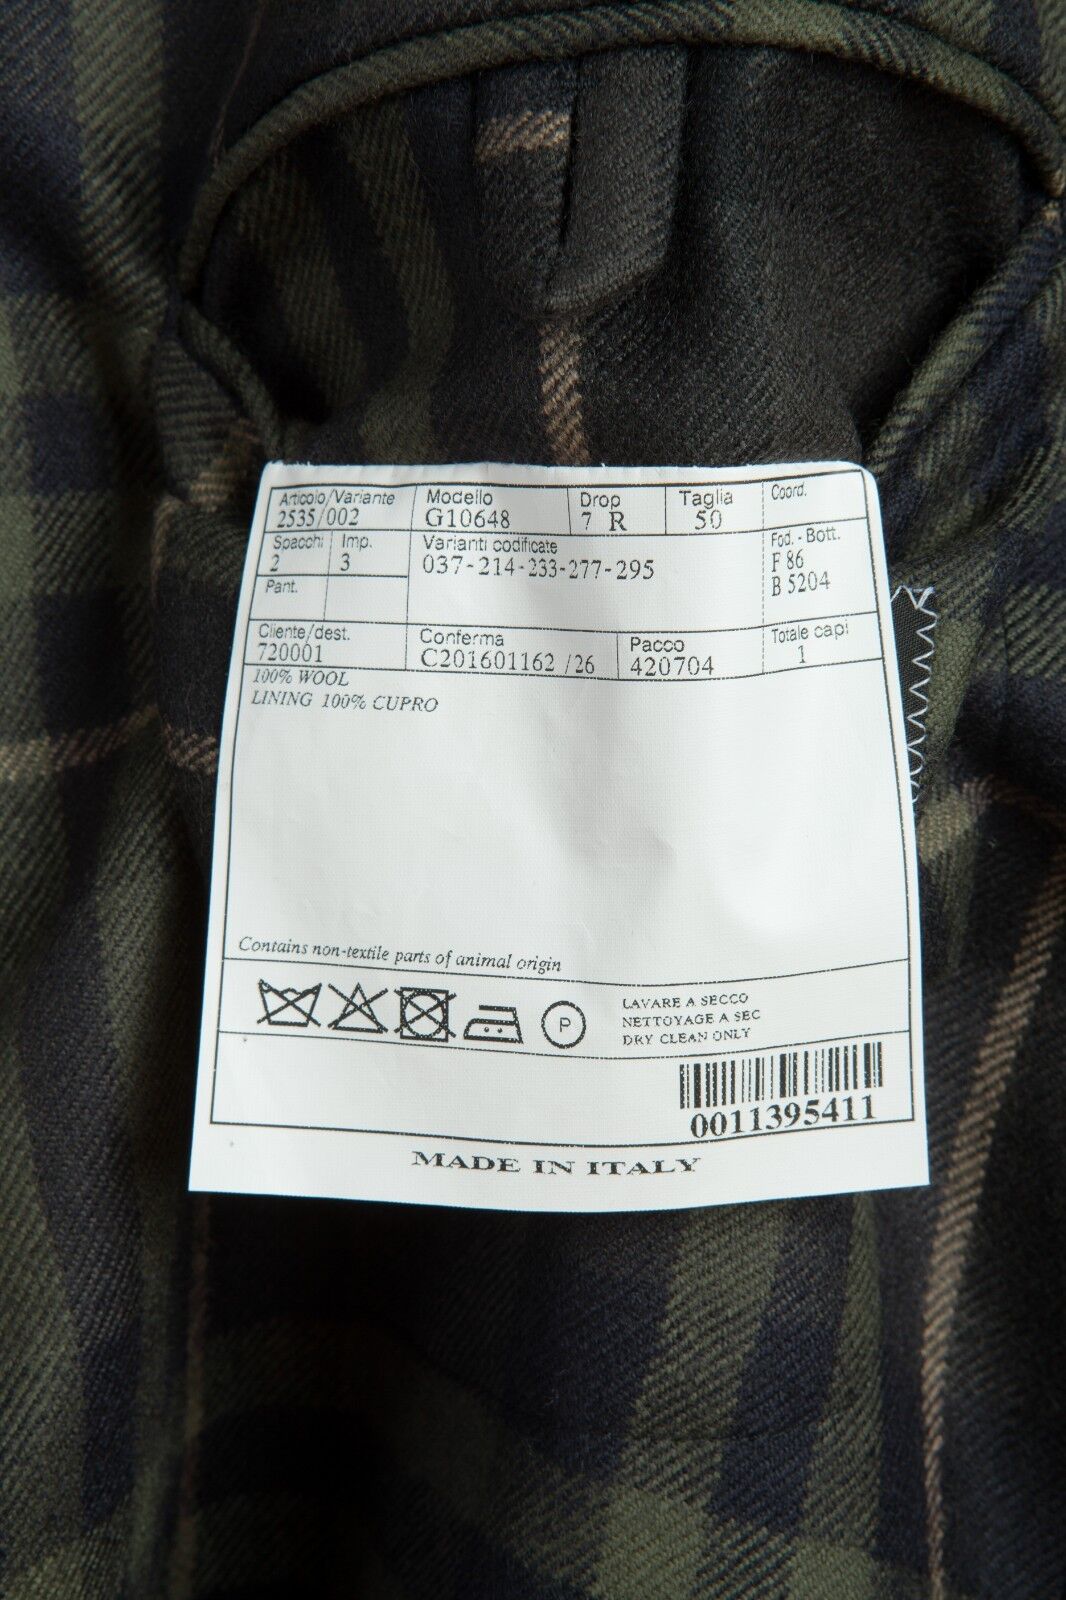 Articolo/Variante Modello Drop Taglia Coord.
2535/002 G10648 7 R 50
Spacchi Imp. Varianti codificate Fod. - Bott.
2 3 037-214-233-277-295 F 86
Pant. B 5204
Cliente/dest. Conferma Pacco Totale capi
720001 C201601162 /26 420704 1
100% WOOL
LINING 100% CUPRO
Contains non-textile parts of animal origin
P
LAVARE A SECCO
NETTOYAGE A SEC
DRY CLEAN ONLY
0011395411
MADE IN ITALY